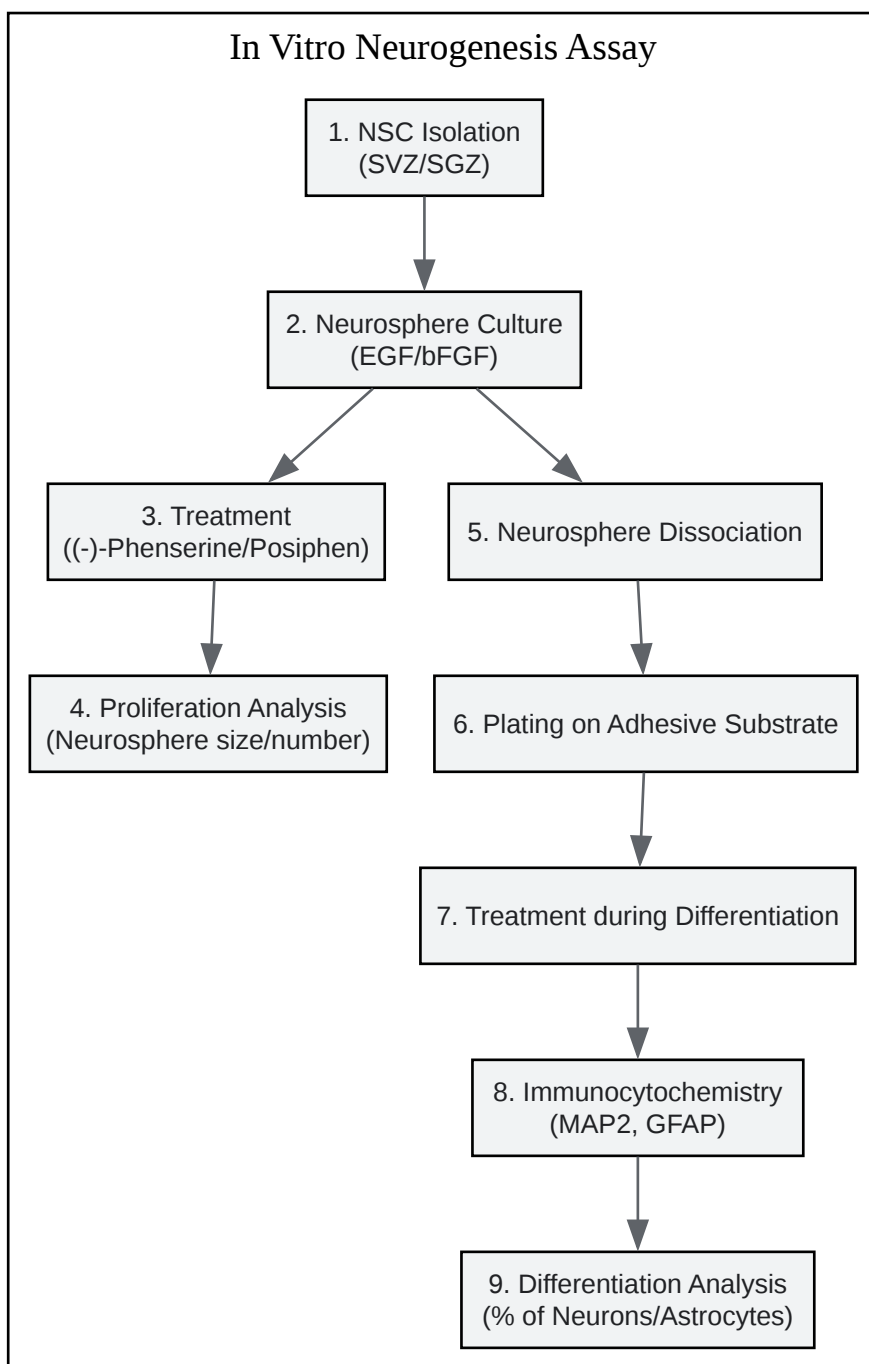 In Vitro Neurogenesis Assay
1. NSC Isolation
(SVZ/SGZ)
2. Neurosphere Culture
(EGF/bFGF)
3. Treatment
((-)-Phenserine/Posiphen)
4. Proliferation Analysis
(Neurosphere size/number)
5. Neurosphere Dissociation
6. Plating on Adhesive Substrate
7. Treatment during Differentiation
8. Immunocytochemistry
(MAP2, GFAP)
9. Differentiation Analysis
(% of Neurons/Astrocytes)